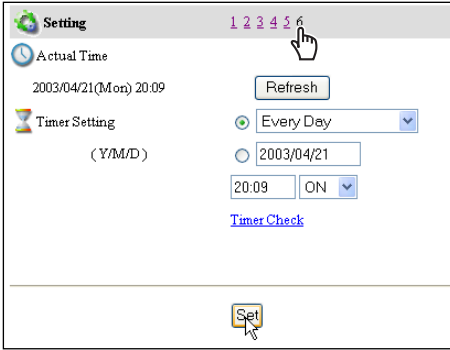 Setting 1 2 3 4 5 6
Actual Time
2003/04/21(Mon) 20:09 Refresh
Timer Setting Every Day
( Y/M/D ) 2003/04/21
20:09 ON
Timer Check
Set